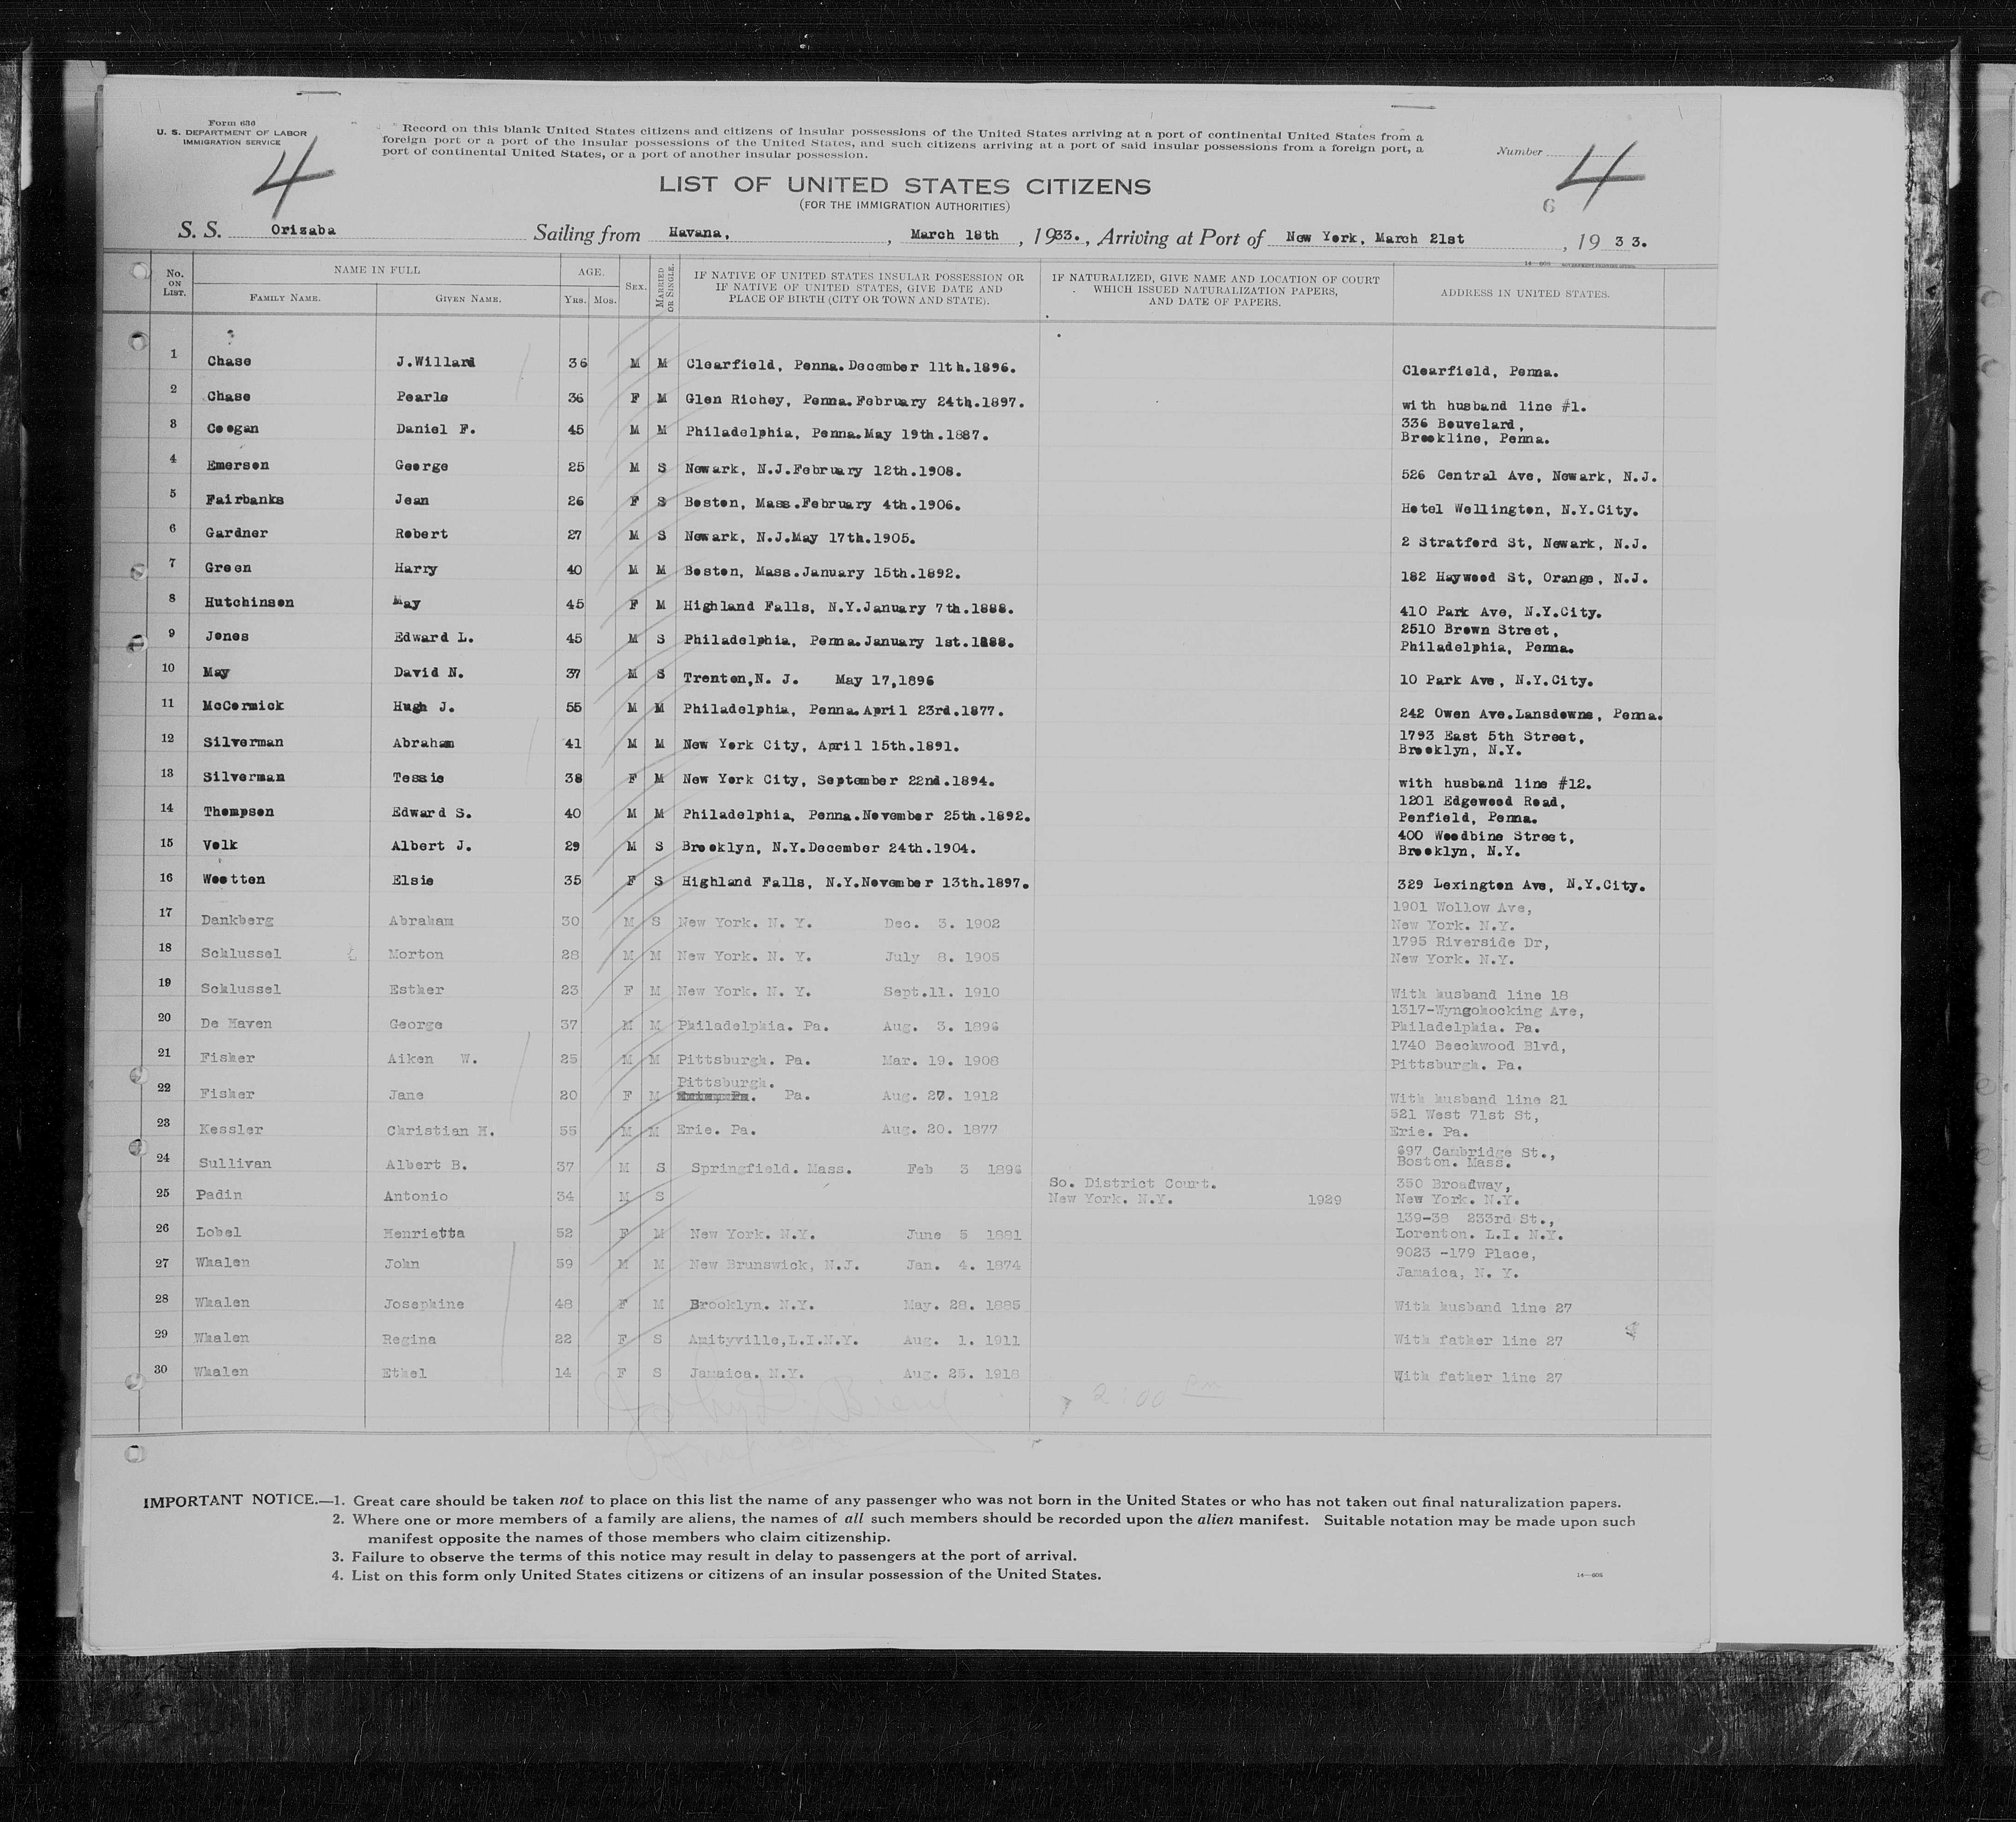 Form 636
U. S. DEPARTMENT OF LABOR
IMMIGRATION SERVICE
4
Record on this blank United States citizens and citizens of insular possessions of the United States arriving at a port of continental United States from a
foreign port or a port of the insular possessions of the United States, and such citizens arriving at a port of said insular possessions from a foreign port, a
port of continental United States, or a port of another insular possession.
Number
4
6
LIST OF UNITED STATES CITIZENS
(FOR THE IMMIGRATION AUTHORITIES)
S. S. Orizaba Sailing from Havana, , March 18th , 1933. , Arriving at Port of New York, March 21st , 19 3 3.
No. ON LIST. NAME IN FULL AGE. SEX. MARRIED OR SINGLE. IF NATIVE OF UNITED STATES INSULAR POSSESSION OR IF NATIVE OF UNITED STATES, GIVE DATE AND PLACE OF BIRTH (CITY OR TOWN AND STATE). IF NATURALIZED, GIVE NAME AND LOCATION OF COURT WHICH ISSUED NATURALIZATION PAPERS, AND DATE OF PAPERS. ADDRESS IN UNITED STATES.
FAMILY NAME. GIVEN NAME. YRS. MOS.
1 Chase J.Willard 36 M M Clearfield, Penna.December 11th.1896. Clearfield, Penna.
2 Chase Pearle 36 F M Glen Richey, Penna.February 24th.1897. with husband line #1.
3 Coogan Daniel F. 45 M M Philadelphia, Penna.May 19th.1887. 336 Bouvelard,
Brookline, Penna.
4 Emerson George 25 M S Newark, N.J.February 12th.1908. 526 Central Ave, Newark, N.J.
5 Fairbanks Jean 26 F S Boston, Mass.February 4th.1906. Hotel Wellington, N.Y.City.
6 Gardner Robert 27 M S Newark, N.J.May 17th.1905. 2 Stratford St, Newark, N.J.
7 Green Harry 40 M M Boston, Mass.January 15th.1892. 182 Haywood St, Orange, N.J.
8 Hutchinson May 45 F M Highland Falls, N.Y.January 7th.1888. 410 Park Ave, N.Y.City.
9 Jones Edward L. 45 M S Philadelphia, Penna.January 1st.1888. 2510 Brown Street,
Philadelphia, Penna.
10 May David N. 37 M S Trenton,N. J. May 17,1896 10 Park Ave, N.Y.City.
11 McCormick Hugh J. 55 M M Philadelphia, Penna.April 23rd.1877. 242 Owen Ave.Lansdowne, Penna.
12 Silverman Abraham 41 M M New York City, April 15th.1891. 1793 East 5th Street,
Brooklyn, N.Y.
13 Silverman Tessie 38 F M New York City, September 22nd.1894. with husband line #12.
14 Thompson Edward S. 40 M M Philadelphia, Penna.November 25th.1892. 1201 Edgewood Road,
Penfield, Penna.
15 Volk Albert J. 29 M S Brooklyn, N.Y.December 24th.1904. 400 Woodbine Street,
Brooklyn, N.Y.
16 Wootten Elsie 35 F S Highland Falls, N.Y.November 13th.1897. 329 Lexington Ave, N.Y.City.
17 Dankberg Abraham 30 M S New York. N. Y. Dec. 3. 1902 1901 Wollow Ave,
New York. N.Y.
18 Schlussel Morton 28 M M New York. N. Y. July 8. 1905 1795 Riverside Dr,
New York. N.Y.
19 Schlussel Esther 23 F M New York. N. Y. Sept.11. 1910 With husband line 18
20 De Haven George 37 M M Philadelphia. Pa. Aug. 3. 1896 1317-Wyngohocking Ave,
Philadelphia. Pa.
21 Fisher Aiken W. 25 M M Pittsburgh. Pa. Mar. 19. 1908 1740 Beechwood Blvd,
Pittsburgh. Pa.
22 Fisher Jane 20 F M Pittsburgh. Pa. Aug. 27. 1912 With husband line 21
23 Kessler Christian H. 55 M M Erie. Pa. Aug. 20. 1877 521 West 71st St,
Erie. Pa.
24 Sullivan Albert B. 37 M S Springfield. Mass. Feb 3 1896 697 Cambridge St.,
Boston. Mass.
25 Padin Antonio 34 M S So. District Court.
New York. N.Y. 1929 350 Broadway,
New York. N.Y.
26 Lobel Henrietta 52 F M New York. N.Y. June 5 1881 139-38 233rd St.,
Lorenton. L.I. N.Y.
27 Whalen John 59 M M New Brunswick, N.J. Jan. 4. 1874 9023 -179 Place,
Jamaica, N. Y.
28 Whalen Josephine 48 F M Brooklyn. N.Y. May. 28. 1885 With husband line 27
29 Whalen Regina 22 F S Amityville,L.I.N.Y. Aug. 1. 1911 With father line 27
30 Whalen Ethel 14 F S Jamaica. N.Y. Aug. 25. 1918 With father line 27
2:00 Pm
IMPORTANT NOTICE.—1. Great care should be taken not to place on this list the name of any passenger who was not born in the United States or who has not taken out final naturalization papers.
2. Where one or more members of a family are aliens, the names of all such members should be recorded upon the alien manifest. Suitable notation may be made upon such
manifest opposite the names of those members who claim citizenship.
3. Failure to observe the terms of this notice may result in delay to passengers at the port of arrival.
4. List on this form only United States citizens or citizens of an insular possession of the United States.
14—608